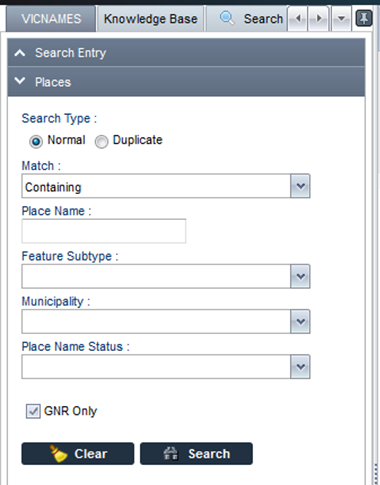 VICNAMES Knowledge Base Search
Search Entry
Places
Search Type :
Normal Duplicate
Match :
Containing
Place Name :
Feature Subtype :
Municipality :
Place Name Status :
GNR Only
Clear Search